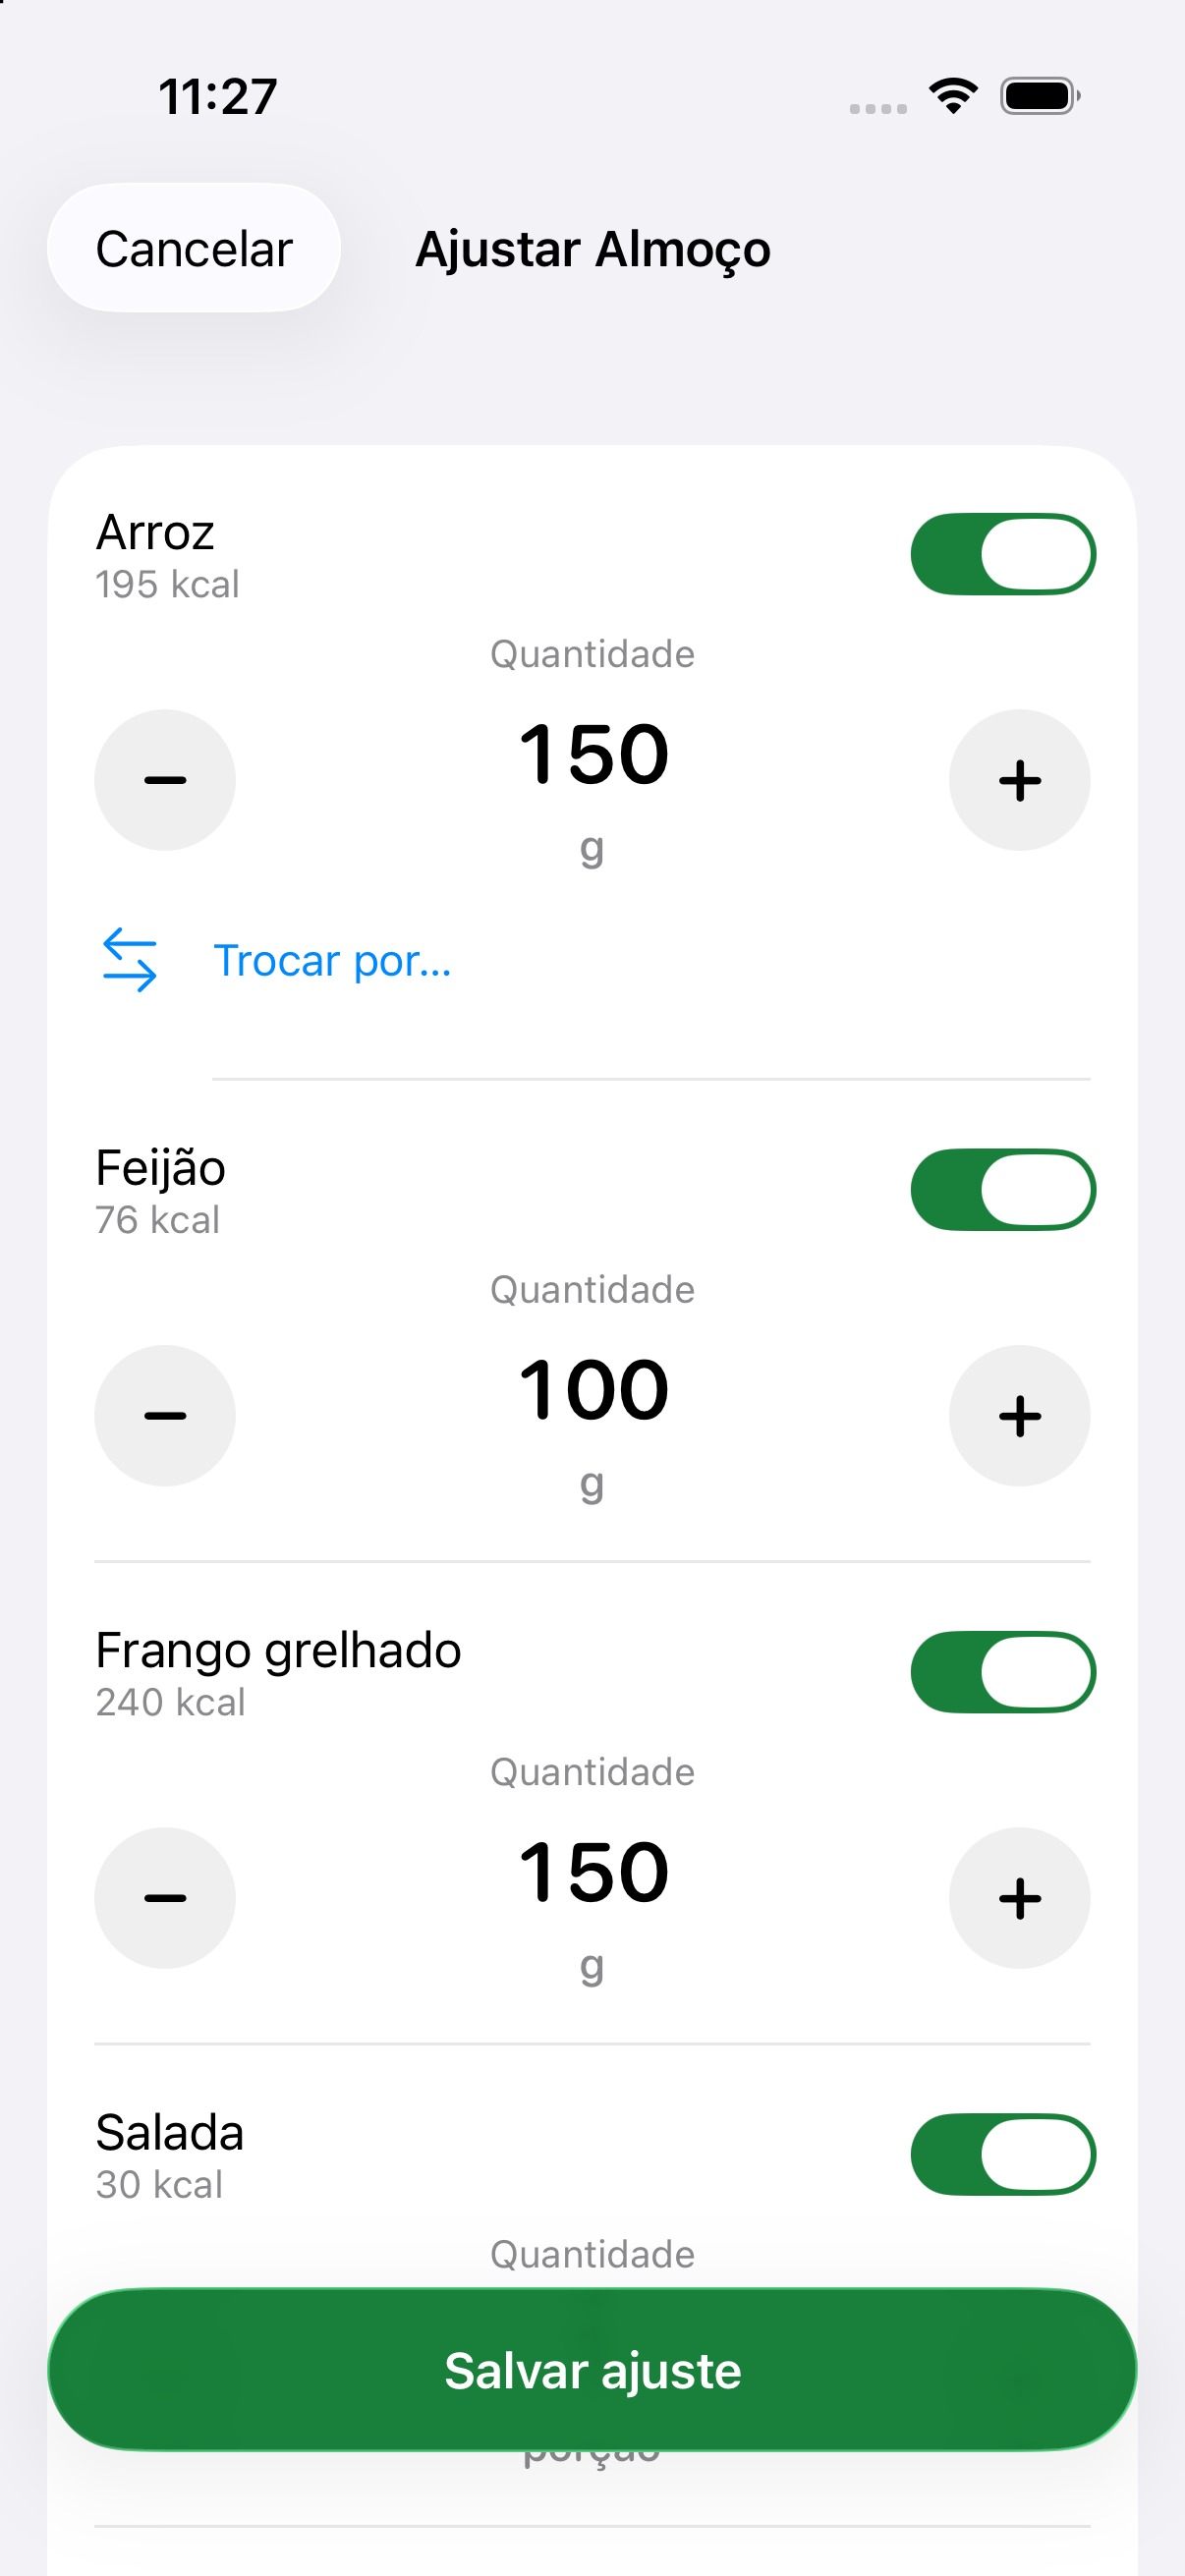 11:27
Cancelar
Ajustar Almoço
Arroz
195 kcal
Quantidade
150
g
Trocar por...
Feijão
76 kcal
Quantidade
100
g
Frango grelhado
240 kcal
Quantidade
150
g
Salada
30 kcal
Quantidade
Salvar ajuste
porção